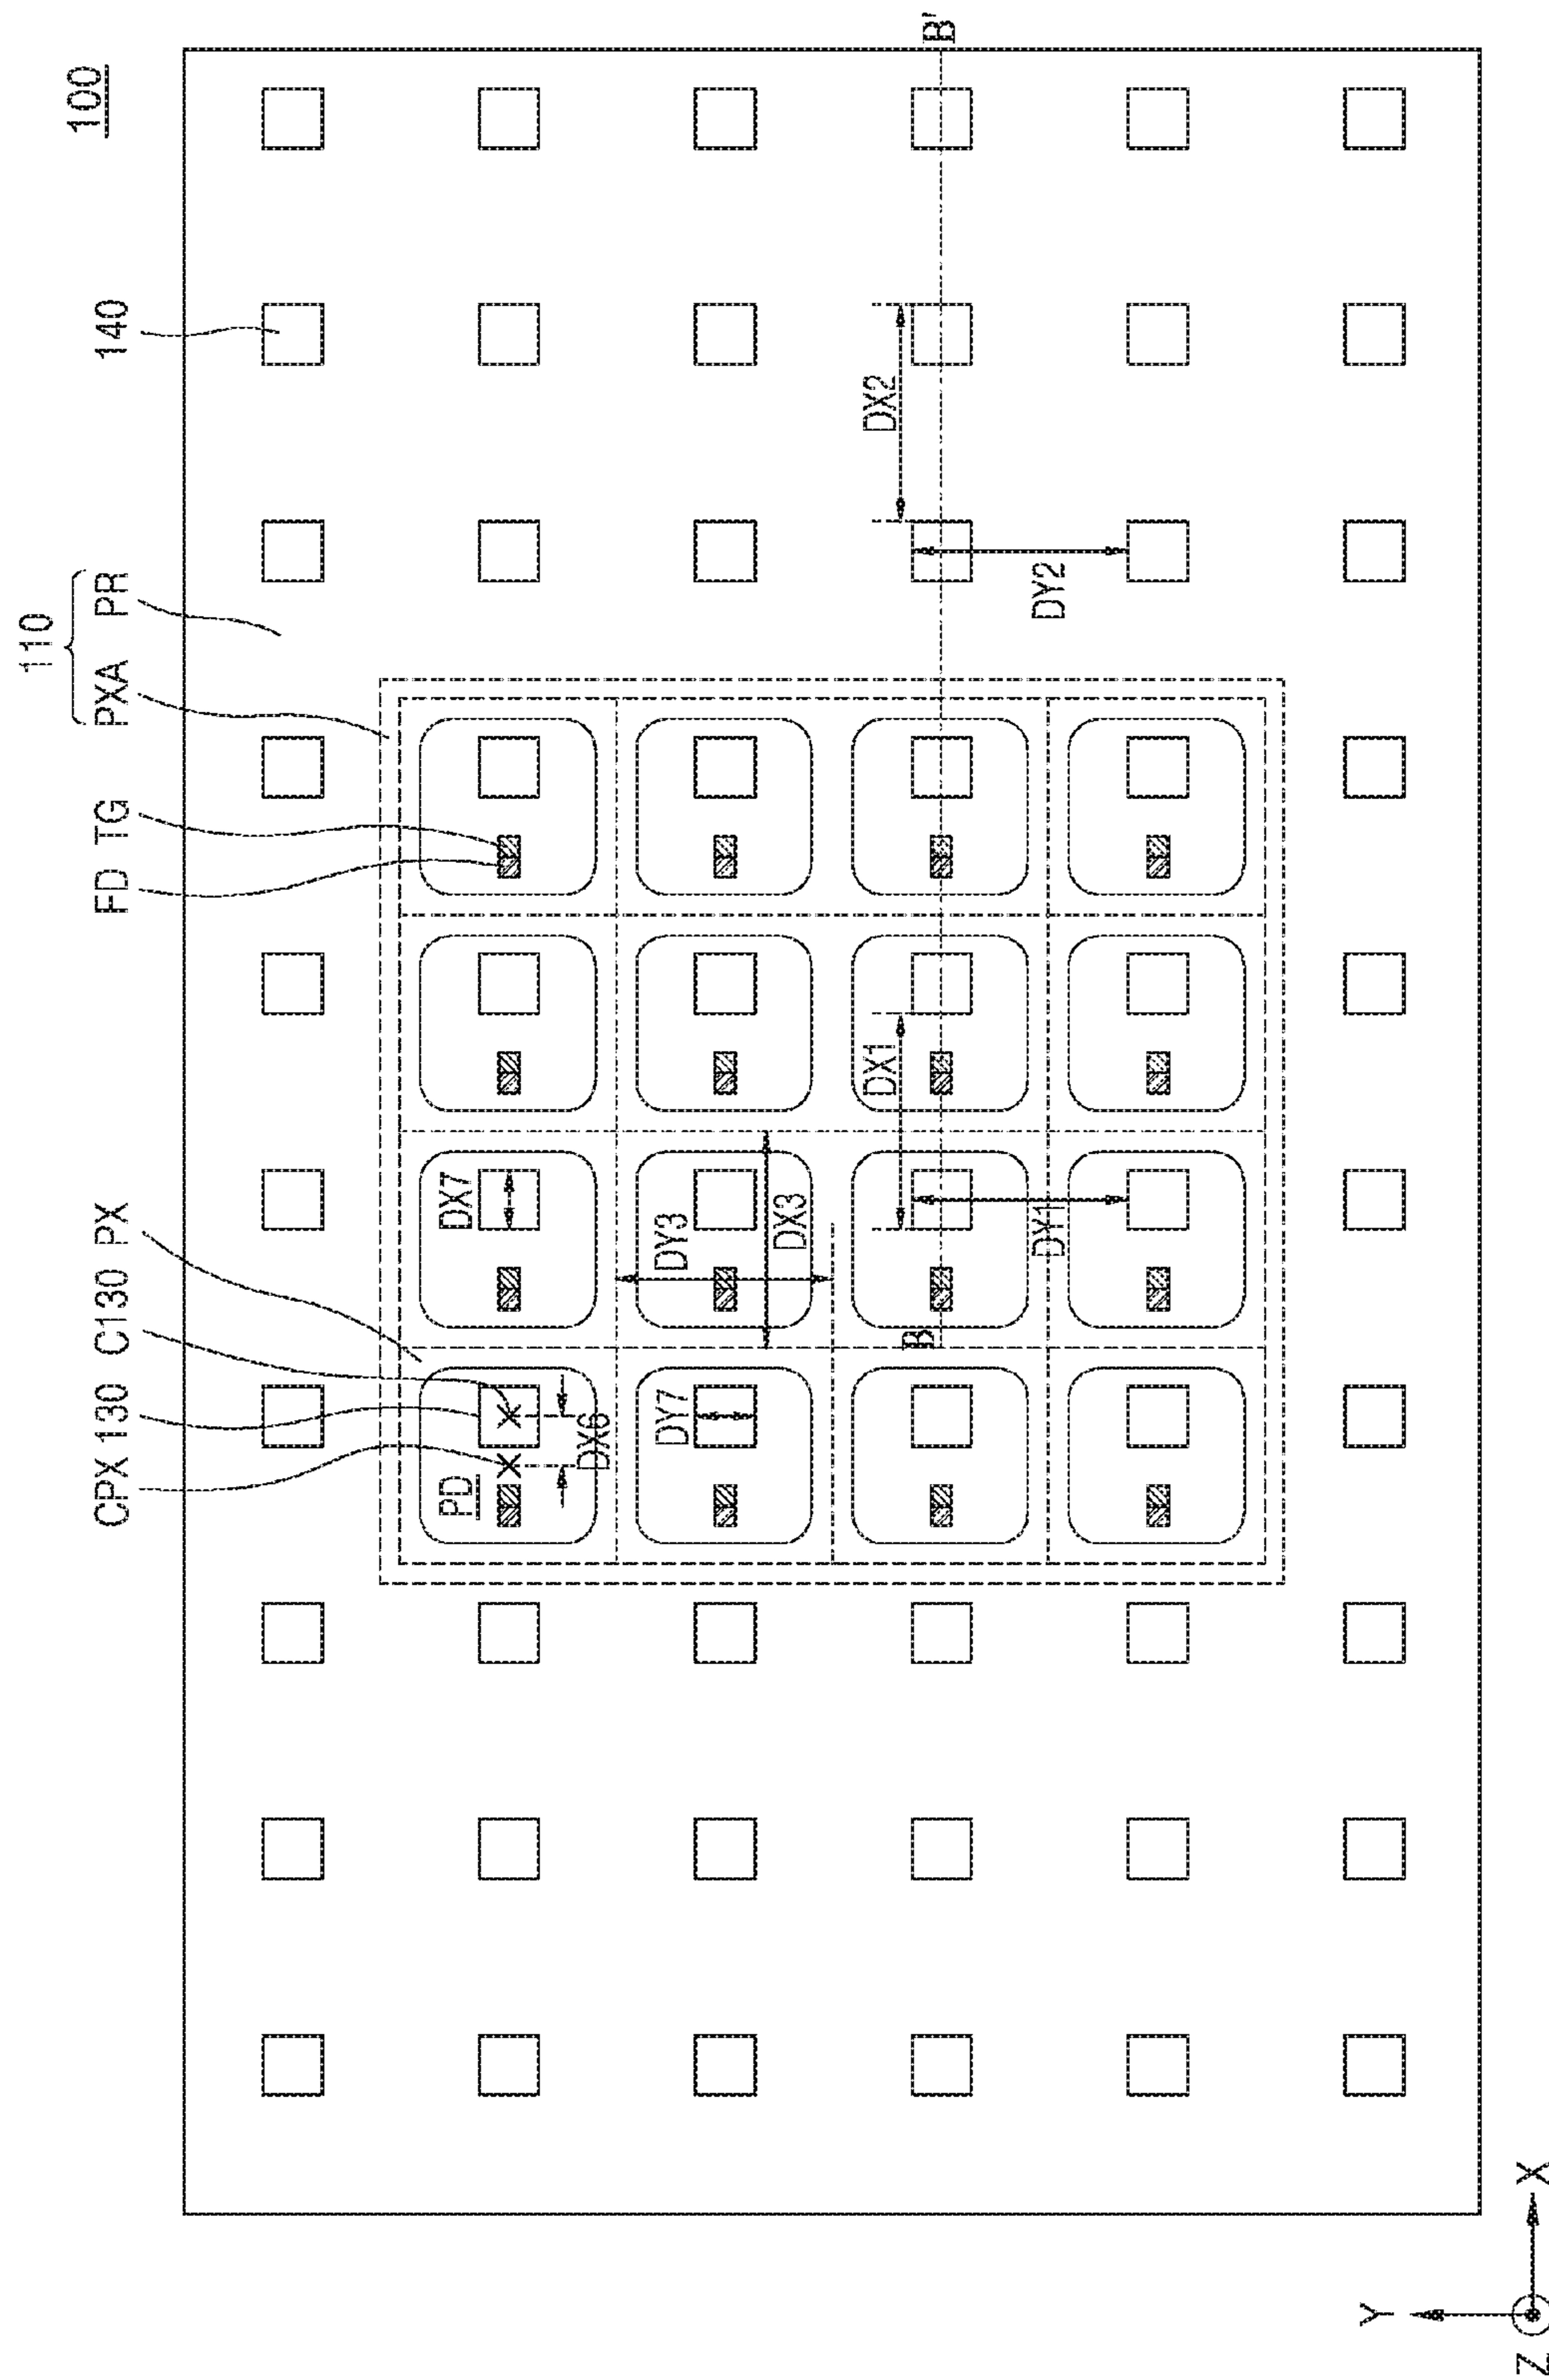 110
100
CPX 130 C130 PX FD TG PXA PR 140
PD
DX7
DX6
DY7
DY3
DX3
DX1
DX2
B
B'
DY1
DY2
Y
Z
X